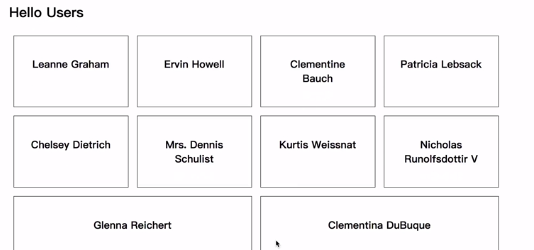 Hello Users
Leanne Graham
Ervin Howell
Clementine
Bauch
Patricia Lebsack
Chelsey Dietrich
Mrs. Dennis
Schulist
Kurtis Weissnat
Nicholas
Runolfsdottir V
Glenna Reichert
Clementina DuBuque